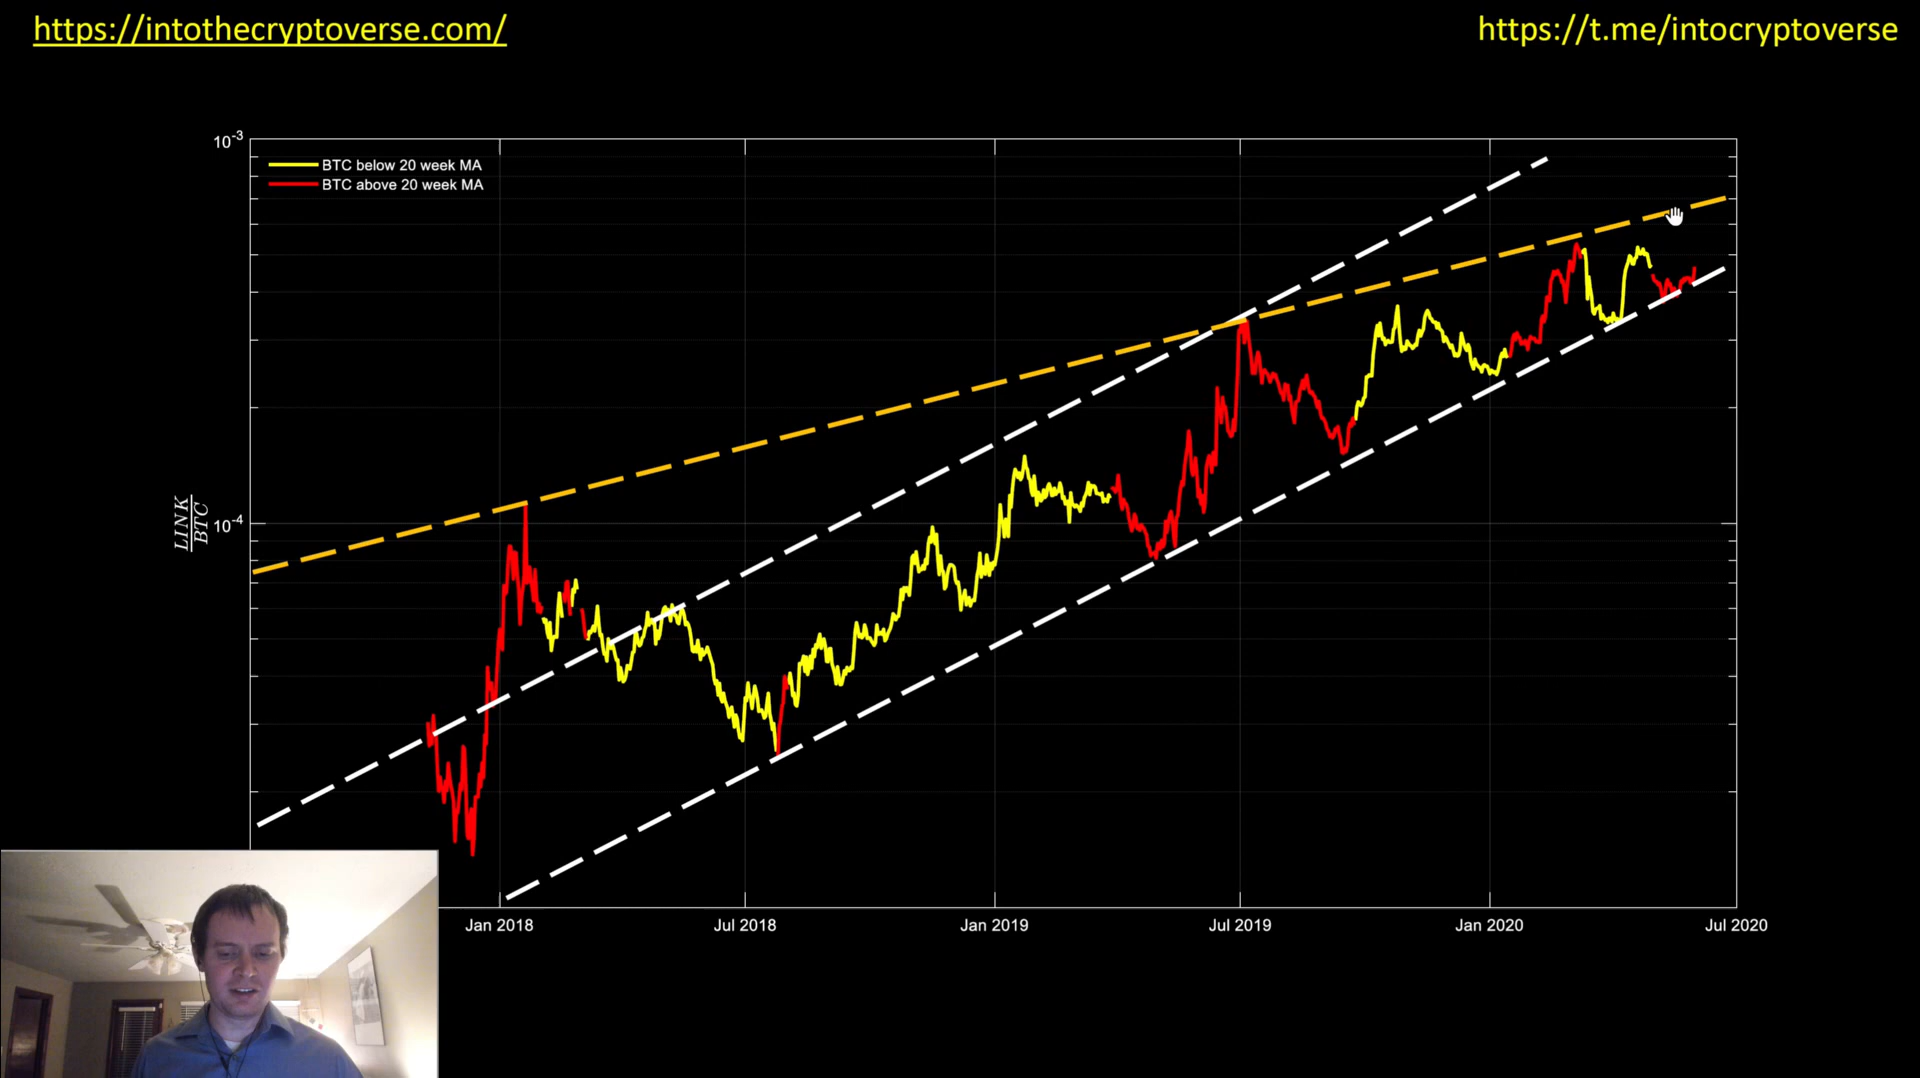 https://intothecryptoverse.com/
https://t.me/intocryptoverse
10-3
BTC below 20 week MA
BTC above 20 week MA
LINK
BTC
10-4
Jan 2018
Jul 2018
Jan 2019
Jul 2019
Jan 2020
Jul 2020